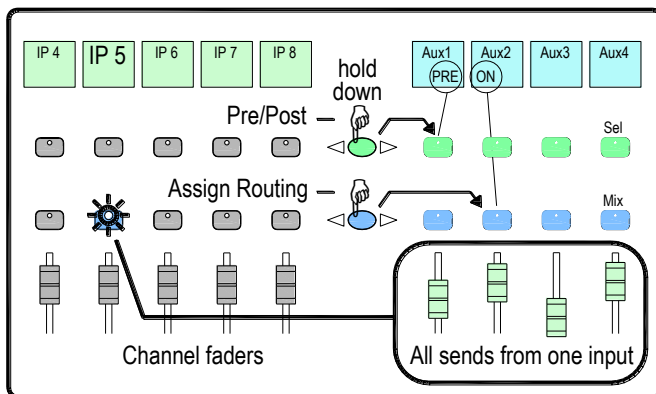 IP 4 IP 5 IP 6 IP 7 IP 8 Aux1 Aux2 Aux3 Aux4
PRE ON
hold
down
Pre/Post
Sel
Assign Routing
Mix
Channel faders All sends from one input